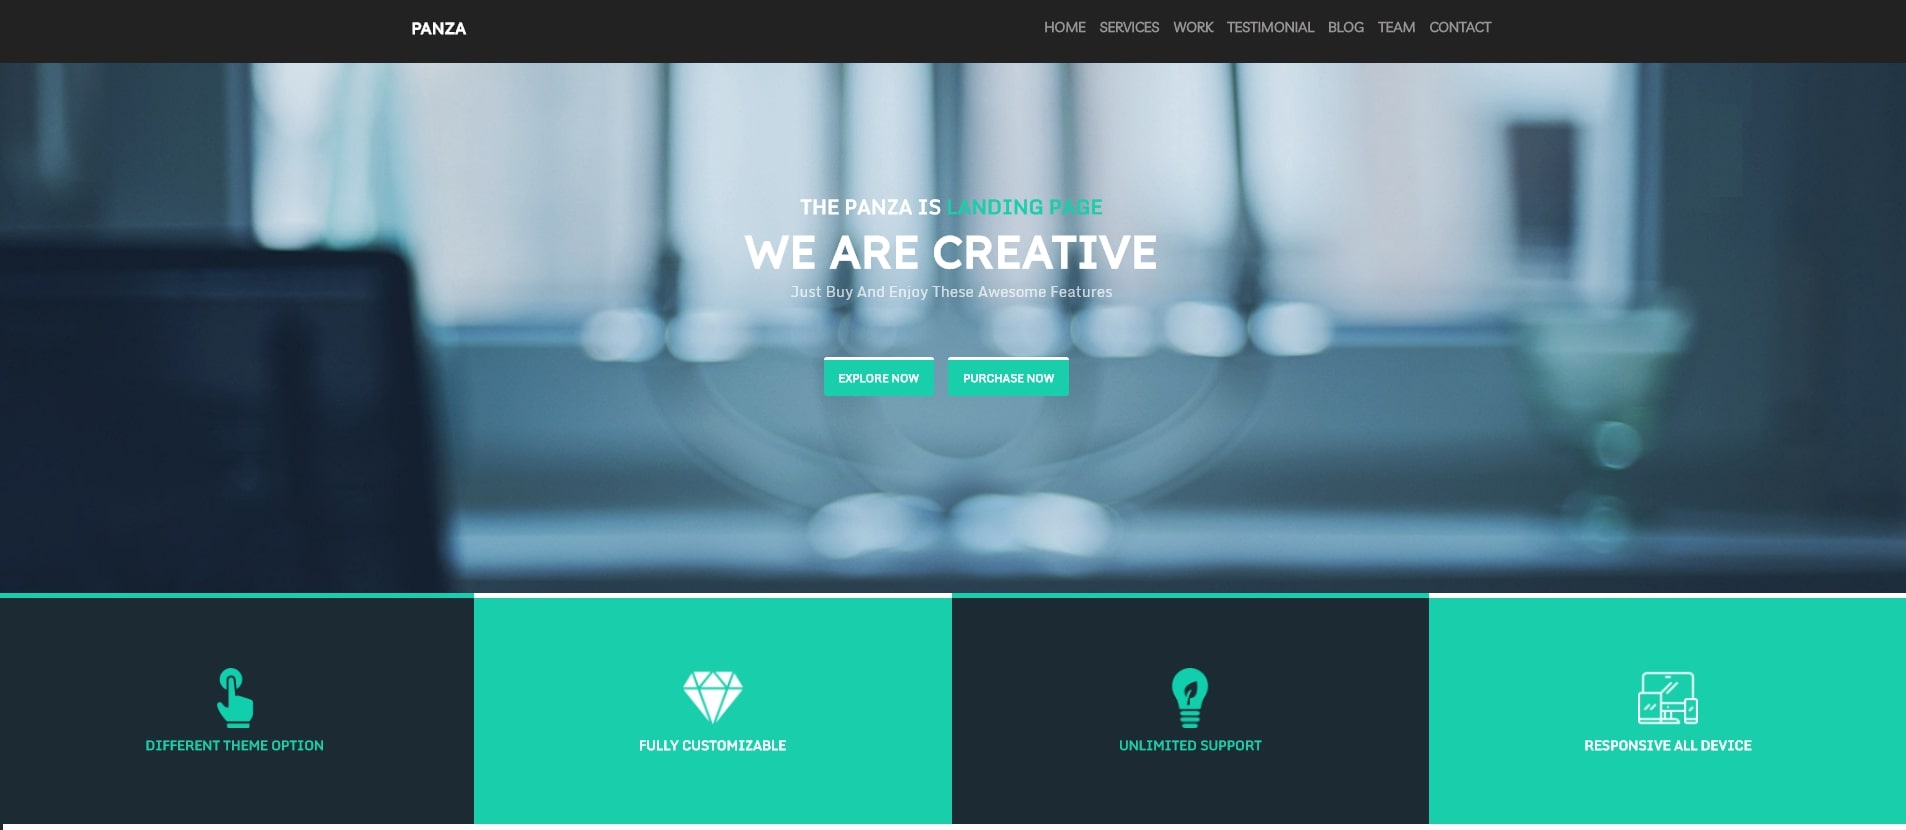 PANZA
HOME SERVICES WORK TESTIMONIAL BLOG TEAM CONTACT
THE PANZA IS LANDING PAGE
WE ARE CREATIVE
Just Buy And Enjoy These Awesome Features
EXPLORE NOW PURCHASE NOW
DIFFERENT THEME OPTION
FULLY CUSTOMIZABLE
UNLIMITED SUPPORT
RESPONSIVE ALL DEVICE